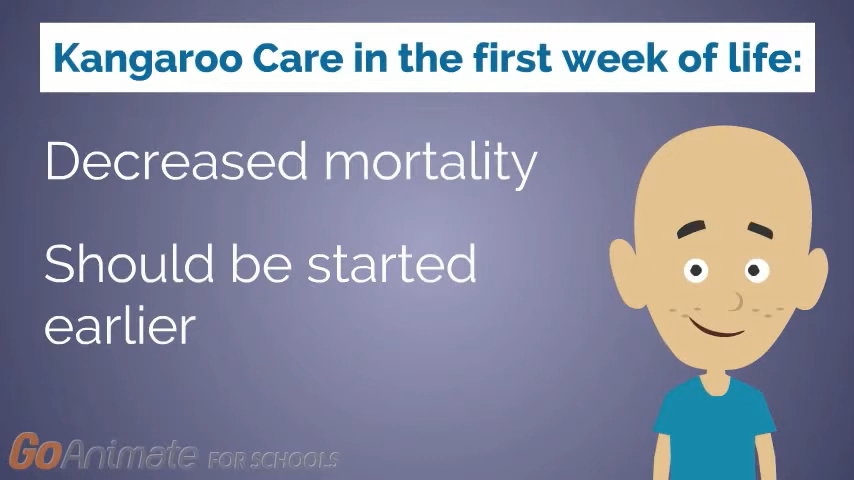 Kangaroo Care in the first week of life:
Decreased mortality
Should be started
earlier
GoAnimate FOR SCHOOLS